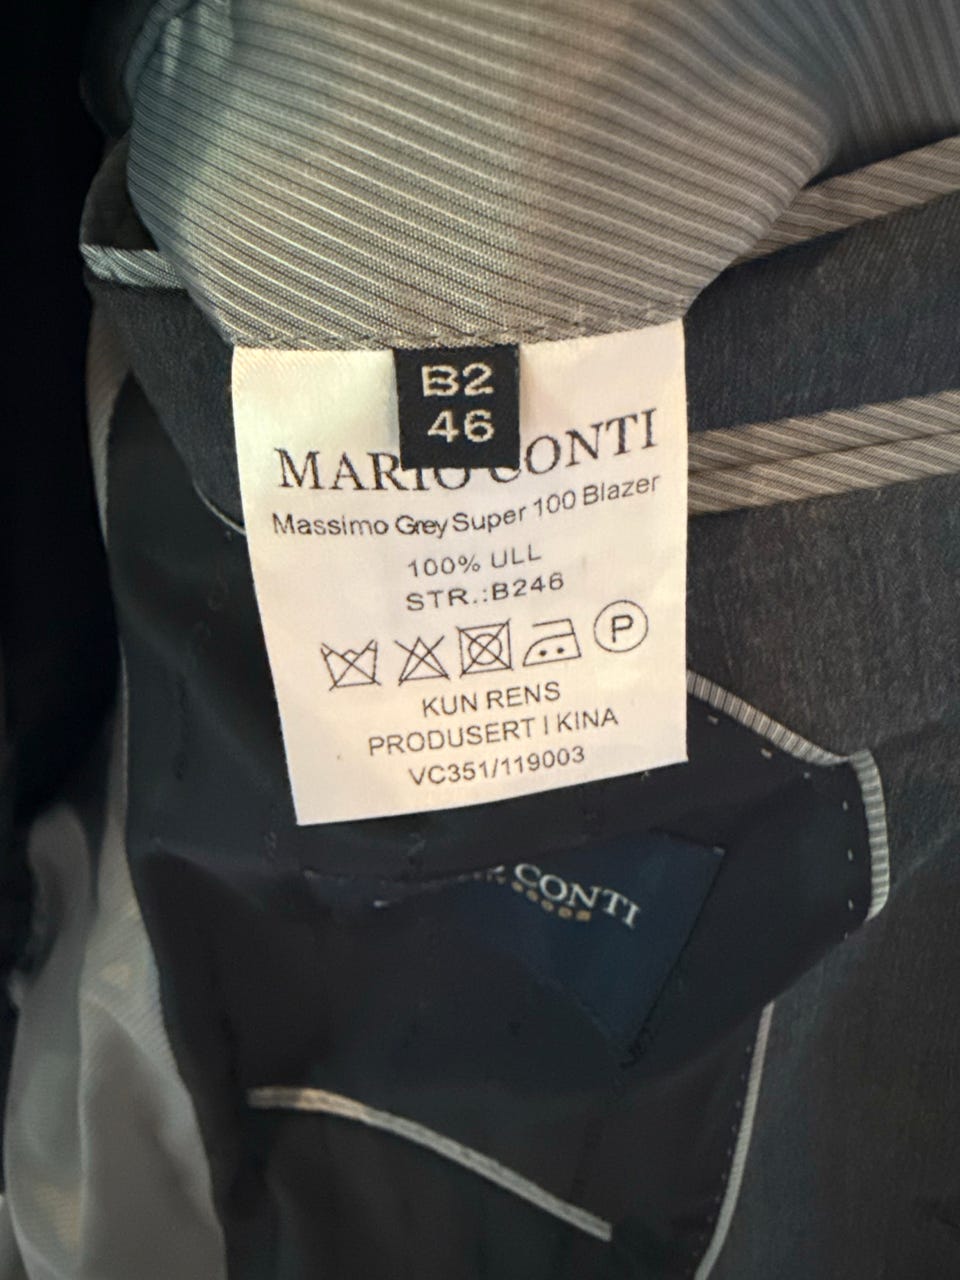 B2
46
MARIO CONTI
Massimo Grey Super 100 Blazer
100% ULL
STR.:B246
P
KUN RENS
PRODUSERT I KINA
VC351/119003
CONTI